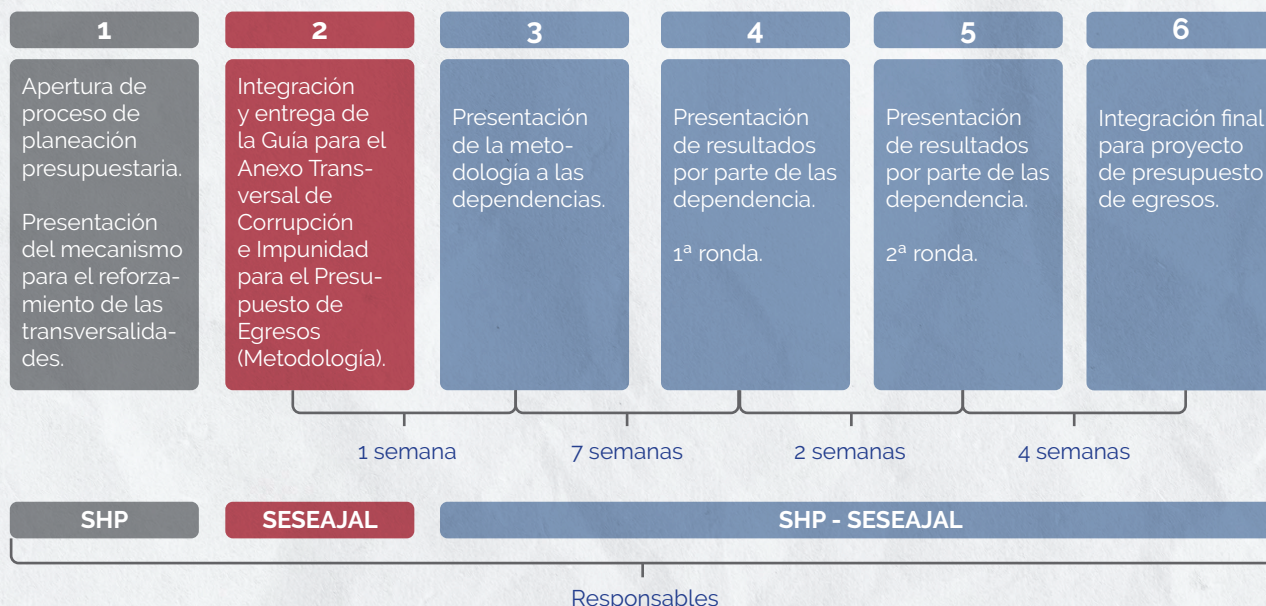 1
Apertura de
proceso de
planeación
presupuestaria.
Presentación
del mecanismo
para el reforza-
miento de las
transversalida-
des.
2
Integración
y entrega de
la Guía para el
Anexo Trans-
versal de
Corrupción
e Impunidad
para el Presu-
puesto de
Egresos
(Metodología).
3
Presentación
de la meto-
dología a las
dependencias.
4
Presentación
de resultados
por parte de las
dependencia.
1ª ronda.
5
Presentación
de resultados
por parte de las
dependencia.
2ª ronda.
6
Integración final
para proyecto
de presupuesto
de egresos.
1 semana
7 semanas
2 semanas
4 semanas
SHP
SESEAJAL
SHP - SESEAJAL
Responsables